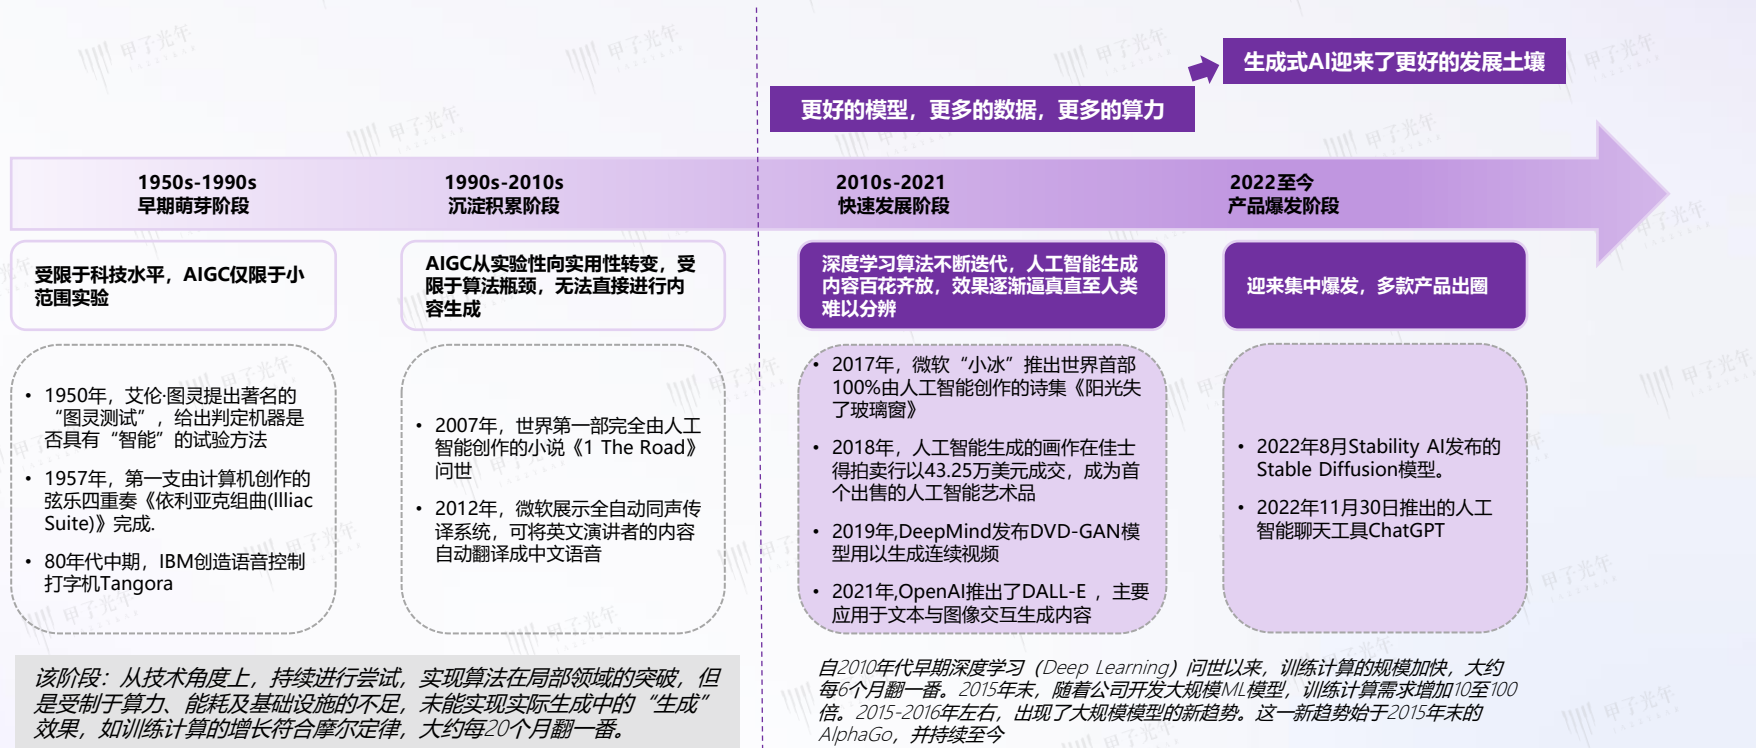 生成式AI迎来了更好的发展土壤
更好的模型，更多的数据，更多的算力
1950s-1990s
早期萌芽阶段
1990s-2010s
沉淀积累阶段
2010s-2021
快速发展阶段
2022至今
产品爆发阶段
受限于科技水平，AIGC仅限于小
范围实验
AIGC从实验性向实用性转变，受
限于算法瓶颈，无法直接进行内
容生成
深度学习算法不断迭代，人工智能生成
内容百花齐放，效果逐渐逼真直至人类
难以分辨
迎来集中爆发，多款产品出圈
• 1950年，艾伦·图灵提出著名的
“图灵测试”，给出判定机器是
否具有“智能”的试验方法
• 1957年，第一支由计算机创作的
弦乐四重奏《依利亚克组曲(llliac
Suite)》完成.
• 80年代中期，IBM创造语音控制
打字机Tangora
• 2007年，世界第一部完全由人工
智能创作的小说《1 The Road》
问世
• 2012年，微软展示全自动同声传
译系统，可将英文演讲者的内容
自动翻译成中文语音
• 2017年，微软“小冰”推出世界首部
100%由人工智能创作的诗集《阳光失
了玻璃窗》
• 2018年，人工智能生成的画作在佳士
得拍卖行以43.25万美元成交，成为首
个出售的人工智能艺术品
• 2019年,DeepMind发布DVD-GAN模
型用以生成连续视频
• 2021年,OpenAI推出了DALL-E ，主要
应用于文本与图像交互生成内容
• 2022年8月Stability AI发布的
Stable Diffusion模型。
• 2022年11月30日推出的人工
智能聊天工具ChatGPT
该阶段：从技术角度上，持续进行尝试，实现算法在局部领域的突破，但
是受制于算力、能耗及基础设施的不足，未能实现实际生成中的“生成”
效果，如训练计算的增长符合摩尔定律，大约每20个月翻一番。
自2010年代早期深度学习（Deep Learning）问世以来，训练计算的规模加快，大约
每6个月翻一番。2015年末，随着公司开发大规模ML模型，训练计算需求增加10至100
倍。2015-2016年左右，出现了大规模模型的新趋势。这一新趋势始于2015年末的
AlphaGo，并持续至今
甲子光年